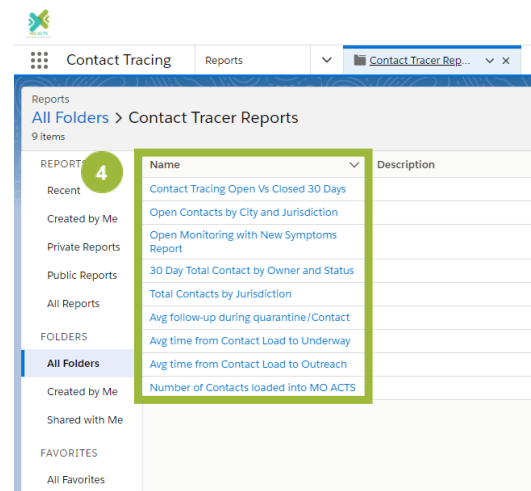 MO ACTS
Contact Tracing
Reports
Contact Tracer Rep...
Reports
All Folders > Contact Tracer Reports
9 items
REPORTS
4
Name
Description
Recent
Contact Tracing Open Vs Closed 30 Days
Created by Me
Open Contacts by City and Jurisdiction
Private Reports
Open Monitoring with New Symptoms
Report
Public Reports
30 Day Total Contact by Owner and Status
All Reports
Total Contacts by Jurisdiction
Avg follow-up during quarantine/Contact
FOLDERS
Avg time from Contact Load to Underway
All Folders
Avg time from Contact Load to Outreach
Created by Me
Number of Contacts loaded into MO ACTS
Shared with Me
FAVORITES
All Favorites